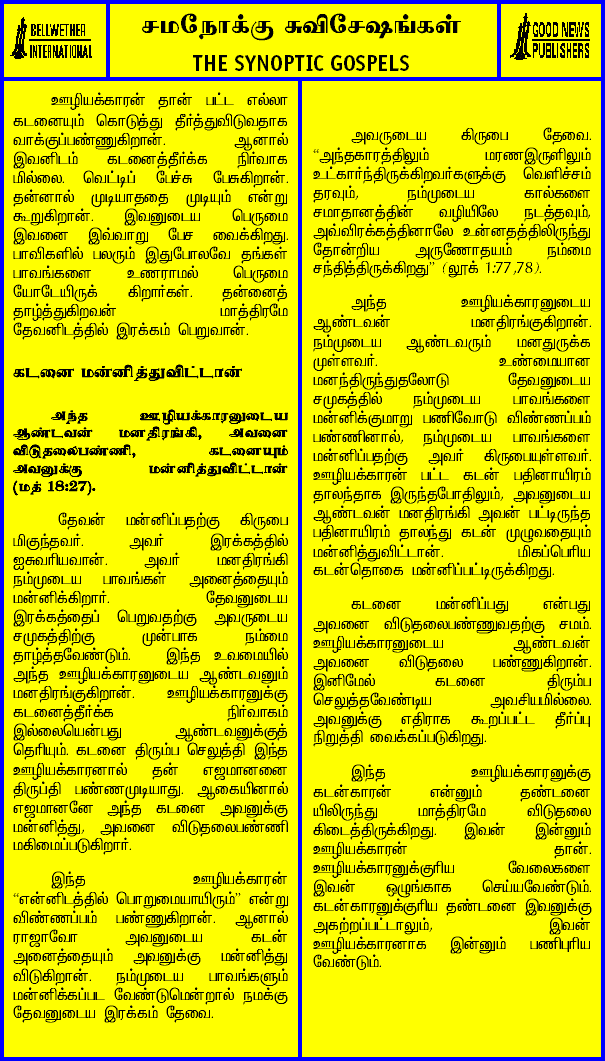 BELLWETHER
INTERNATIONAL
சமநோக்கு சுவிசேஷங்கள்
THE SYNOPTIC GOSPELS
GOOD NEWS
PUBLISHERS
ஊழியக்காரன் தான் பட்ட எல்லா
கடனையும் கொடுத்து தீர்த்துவிடுவதாக
வாக்குப்பண்ணுகிறான். ஆனால்
இவனிடம் கடனைத்தீர்க்க நிர்வாக
மில்லை. வெட்டிப் பேச்சு பேசுகிறான்.
தன்னால் முடியாததை முடியும் என்று
கூறுகிறான். இவனுடைய பெருமை
இவனை இவ்வாறு பேச வைக்கிறது.
பாவிகளில் பலரும் இதுபோலவே தங்கள்
பாவங்களை உணராமல் பெருமை
யோடேயிருக் கிறார்கள். தன்னைத்
தாழ்த்துகிறவன் மாத்திரமே
தேவனிடத்தில் இரக்கம் பெறுவான்.
கடனை மன்னித்துவிட்டான்
அந்த ஊழியக்காரனுடைய
ஆண்டவன் மனதிரங்கி, அவனை
விடுதலைபண்ணி, கடனையும்
அவனுக்கு மன்னித்துவிட்டான்
(மத் 18:27).
தேவன் மன்னிப்பதற்கு கிருபை
மிகுந்தவர். அவர் இரக்கத்தில்
ஐசுவரியவான். அவர் மனதிரங்கி
நம்முடைய பாவங்கள் அனைத்தையும்
மன்னிக்கிறார். தேவனுடைய
இரக்கத்தைப் பெறுவதற்கு அவருடைய
சமுகத்திற்கு முன்பாக நம்மை
தாழ்த்தவேண்டும். இந்த உவமையில்
அந்த ஊழியக்காரனுடைய ஆண்டவனும்
மனதிரங்குகிறான். ஊழியக்காரனுக்கு
கடனைத்தீர்க்க நிர்வாகம்
இல்லையென்பது ஆண்டவனுக்குத்
தெரியும். கடனை திரும்ப செலுத்தி இந்த
ஊழியக்காரனால் தன் எஜமானனை
திருப்தி பண்ணமுடியாது. ஆகையினால்
எஜமானனே அந்த கடனை அவனுக்கு
மன்னித்து, அவனை விடுதலைபண்ணி
மகிமைப்படுகிறார்.
இந்த ஊழியக்காரன்
“என்னிடத்தில் பொறுமையாயிரும்” என்று
விண்ணப்பம் பண்ணுகிறான். ஆனால்
ராஜாவோ அவனுடைய கடன்
அனைத்தையும் அவனுக்கு மன்னித்து
விடுகிறான். நம்முடைய பாவங்களும்
மன்னிக்கப்பட வேண்டுமென்றால் நமக்கு
தேவனுடைய இரக்கம் தேவை.
அவருடைய கிருபை தேவை.
“அந்தகாரத்திலும் மரணஇருளிலும்
உட்கார்ந்திருக்கிறவர்களுக்கு வெளிச்சம்
தரவும், நம்முடைய கால்களை
சமாதானத்தின் வழியிலே நடத்தவும்,
அவ்விரக்கத்தினாலே உன்னதத்திலிருந்து
தோன்றிய அருணோதயம் நம்மை
சந்தித்திருக்கிறது” (லூக் 1:77,78).
அந்த ஊழியக்காரனுடைய
ஆண்டவன் மனதிரங்குகிறான்.
நம்முடைய ஆண்டவரும் மனதுருக்க
முள்ளவர். உண்மையான
மனந்திருந்துதலோடு தேவனுடைய
சமுகத்தில் நம்முடைய பாவங்களை
மன்னிக்குமாறு பணிவோடு விண்ணப்பம்
பண்ணினால், நம்முடைய பாவங்களை
மன்னிப்பதற்கு அவர் கிருபையுள்ளவர்.
ஊழியக்காரன் பட்ட கடன் பதினாயிரம்
தாலந்தாக இருந்தபோதிலும், அவனுடைய
ஆண்டவன் மனதிரங்கி அவன் பட்டிருந்த
பதினாயிரம் தாலந்து கடன் முழுவதையும்
மன்னித்துவிட்டான். மிகப்பெரிய
கடன்தொகை மன்னிப்பட்டிருக்கிறது.
கடனை மன்னிப்பது என்பது
அவனை விடுதலைபண்ணுவதற்கு சமம்.
ஊழியக்காரனுடைய ஆண்டவன்
அவனை விடுதலை பண்ணுகிறான்.
இனிமேல் கடனை திரும்ப
செலுத்தவேண்டிய அவசியமில்லை.
அவனுக்கு எதிராக கூறப்பட்ட தீர்ப்பு
நிறுத்தி வைக்கப்படுகிறது.
இந்த ஊழியக்காரனுக்கு
கடன்காரன் என்னும் தண்டனை
யிலிருந்து மாத்திரமே விடுதலை
கிடைத்திருக்கிறது. இவன் இன்னும்
ஊழியக்காரன் தான்.
ஊழியக்காரனுக்குரிய வேலைகளை
இவன் ஒழுங்காக செய்யவேண்டும்.
கடன்காரனுக்குரிய தண்டனை இவனுக்கு
அகற்றப்பட்டாலும், இவன்
ஊழியக்காரனாக இன்னும் பணிபுரிய
வேண்டும்.